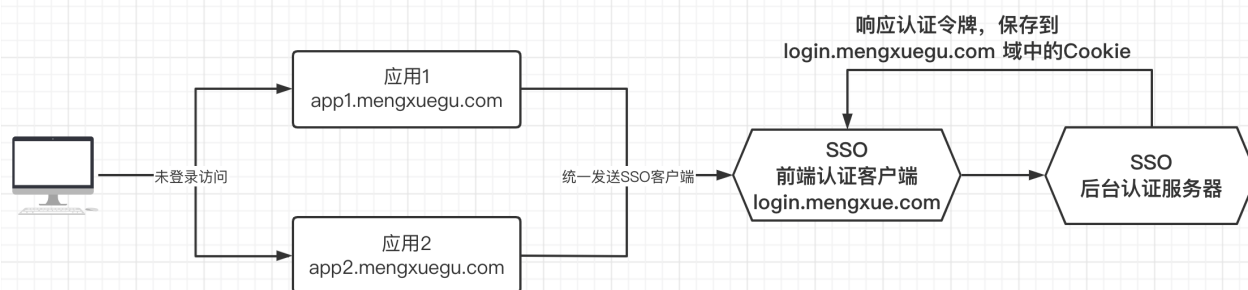 响应认证令牌，保存到
login.mengxuegu.com 域中的Cookie
应用1
app1.mengxuegu.com
未登录访问
统一发送SSO客户端
SSO
前端认证客户端
login.mengxue.com
SSO
后台认证服务器
应用2
app2.mengxuegu.com